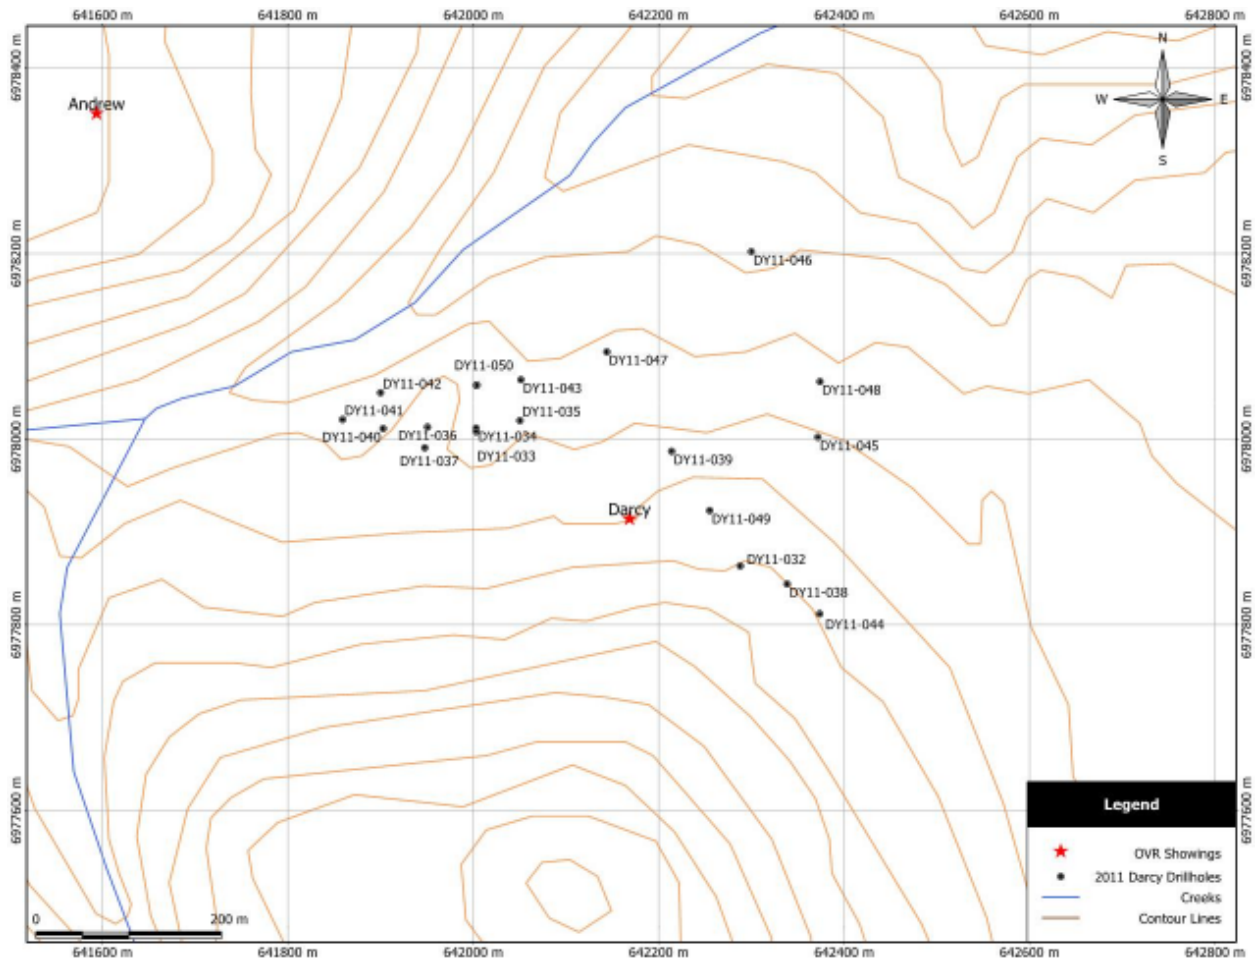 641600 m 641800 m 642000 m 642200 m 642400 m 642600 m 642800 m
6978400 m 6978400 m
N
W E
S
Andrew
6978200 m 6978200 m
DY11-046
DY11-047
DY11-050
DY11-042 DY11-043 DY11-048
DY11-041 DY11-035
DY11-040 DY11-036 DY11-034
6978000 m 6978000 m
DY11-045
DY11-037 DY11-033 DY11-039
Darcy
DY11-049
DY11-032
DY11-038
DY11-044
6977800 m 6977800 m
6977600 m 6977600 m
Legend
OVR Showings
2011 Darcy Drillholes
Creeks
Contour Lines
0 200 m
641600 m 641800 m 642000 m 642200 m 642400 m 642600 m 642800 m